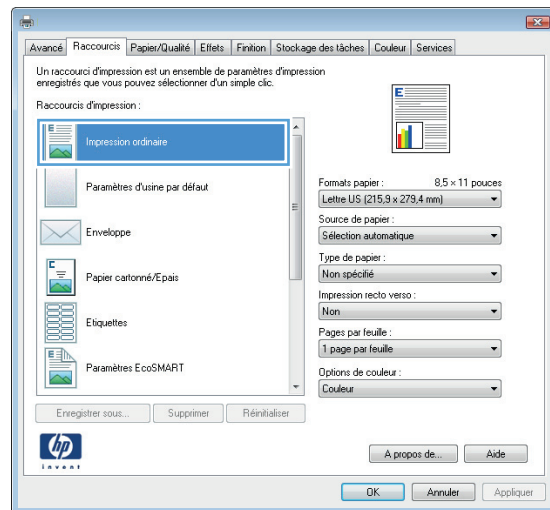 Avancé Raccourcis Papier/Qualité Effets Finition Stockage des tâches Couleur Services
Un raccourci d'impression est un ensemble de paramètres d'impression
enregistrés que vous pouvez sélectionner d'un simple clic.
Raccourcis d'impression :
Impression ordinaire
Paramètres d'usine par défaut
Enveloppe
Papier cartonné/Epais
Etiquettes
Paramètres EcoSMART
Enregistrer sous... Supprimer Réinitialiser
E
Formats papier : 8,5 × 11 pouces
Lettre US (215,9 x 279,4 mm)
Source de papier :
Sélection automatique
Type de papier :
Non spécifié
Impression recto verso :
Non
Pages par feuille :
1 page par feuille
Options de couleur :
Couleur
hp
invent
A propos de... Aide
OK Annuler Appliquer